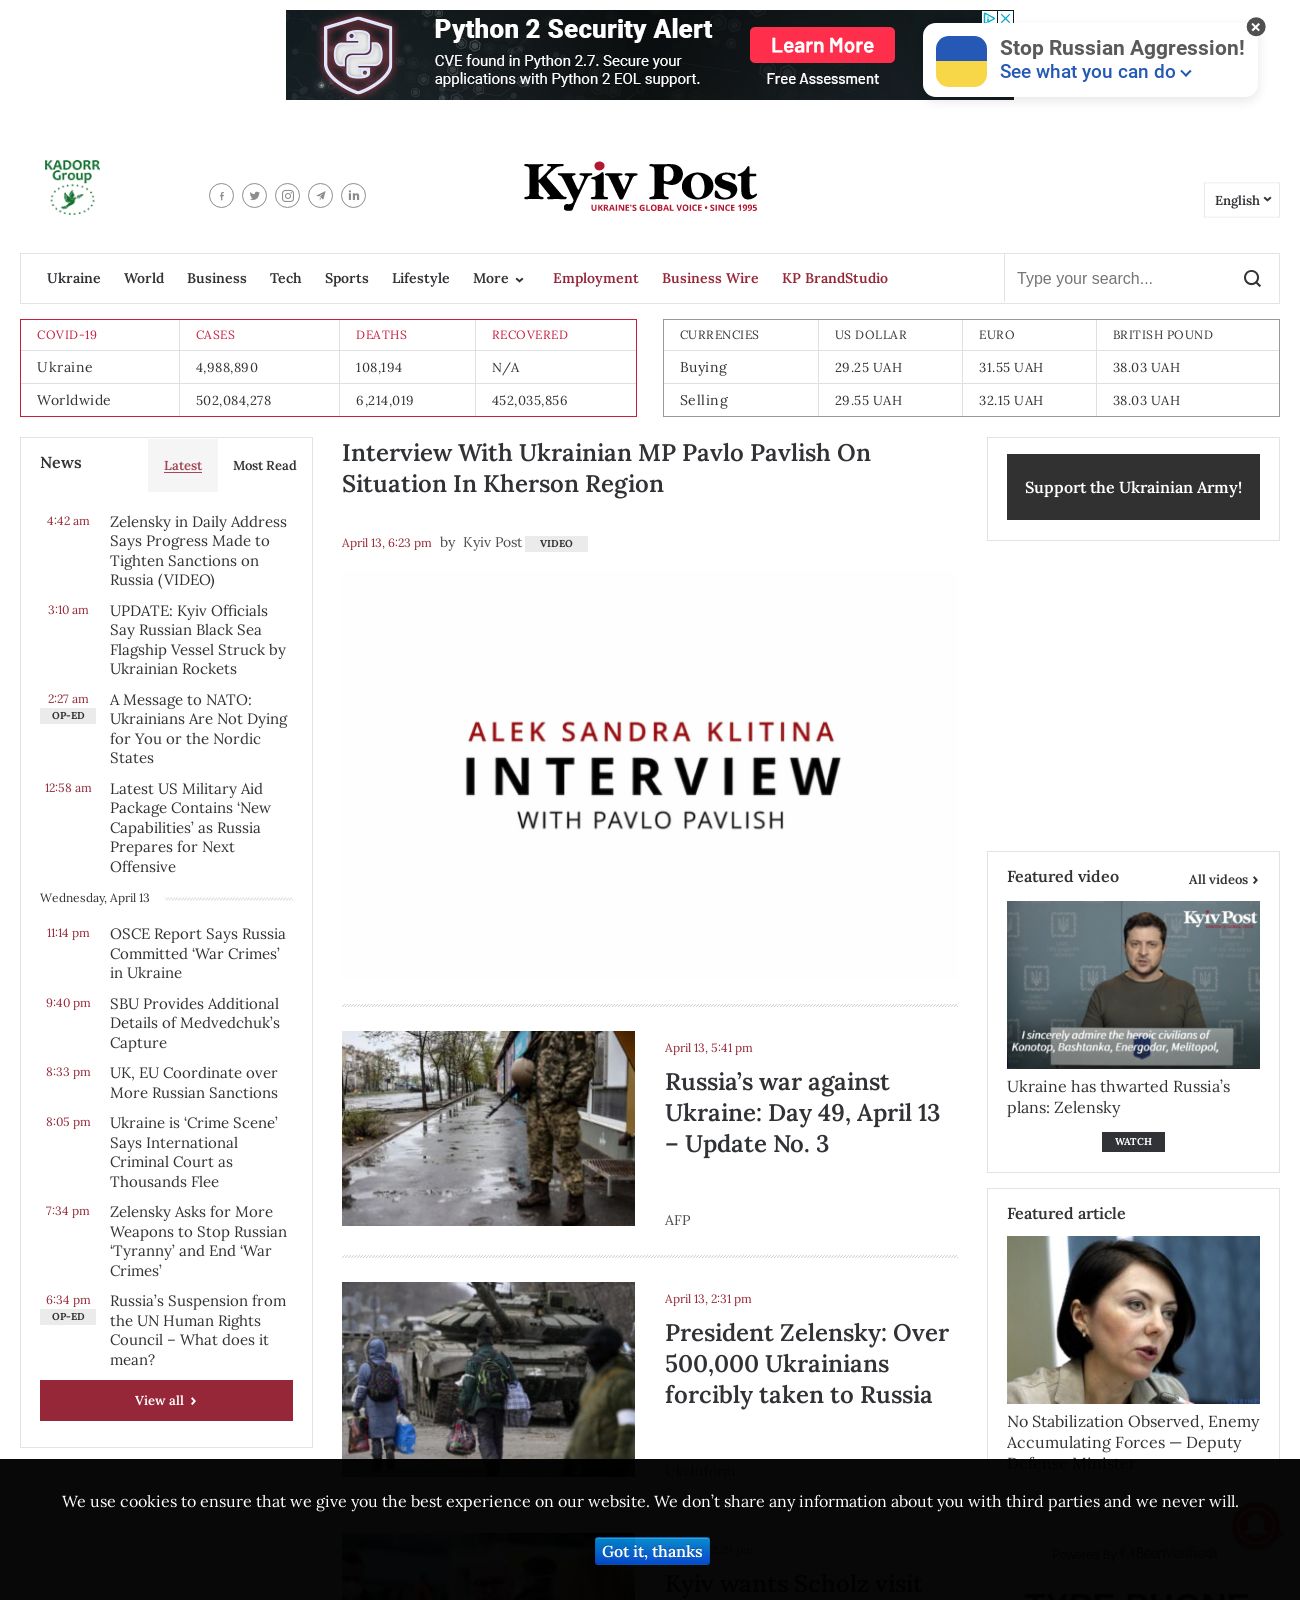 Python 2 Security Alert
CVE found in Python 2.7. Secure your
applications with Python 2 EOL support.
Learn More
Free Assessment
Stop Russian Aggression!
See what you can do
KADORR
Group
Kyiv Post
UKRAINE'S GLOBAL VOICE • SINCE 1995
English
Ukraine World Business Tech Sports Lifestyle More Employment Business Wire KP BrandStudio
Type your search...
COVID-19 CASES DEATHS RECOVERED
Ukraine 4,988,890 108,194 N/A
Worldwide 502,084,278 6,214,019 452,035,856
CURRENCIES US DOLLAR EURO BRITISH POUND
Buying 29.25 UAH 31.55 UAH 38.03 UAH
Selling 29.55 UAH 32.15 UAH 38.03 UAH
News Latest Most Read
4:42 am Zelensky in Daily Address
Says Progress Made to
Tighten Sanctions on
Russia (VIDEO)
3:10 am UPDATE: Kyiv Officials
Say Russian Black Sea
Flagship Vessel Struck by
Ukrainian Rockets
2:27 am A Message to NATO:
OP-ED Ukrainians Are Not Dying
for You or the Nordic
States
12:58 am Latest US Military Aid
Package Contains ‘New
Capabilities’ as Russia
Prepares for Next
Offensive
Wednesday, April 13
11:14 pm OSCE Report Says Russia
Committed ‘War Crimes’
in Ukraine
9:40 pm SBU Provides Additional
Details of Medvedchuk’s
Capture
8:33 pm UK, EU Coordinate over
More Russian Sanctions
8:05 pm Ukraine is ‘Crime Scene’
Says International
Criminal Court as
Thousands Flee
7:34 pm Zelensky Asks for More
Weapons to Stop Russian
‘Tyranny’ and End ‘War
Crimes’
6:34 pm Russia’s Suspension from
OP-ED the UN Human Rights
Council – What does it
mean?
View all
Interview With Ukrainian MP Pavlo Pavlish On
Situation In Kherson Region
April 13, 6:23 pm by Kyiv Post VIDEO
ALEK SANDRA KLITINA
INTERVIEW
WITH PAVLO PAVLISH
April 13, 5:41 pm
Russia’s war against
Ukraine: Day 49, April 13
– Update No. 3
AFP
April 13, 2:31 pm
President Zelensky: Over
500,000 Ukrainians
forcibly taken to Russia
Kyiv wants Scholz visit
Support the Ukrainian Army!
Featured video All videos
Kyiv Post
I sincerely admire the heroic civilians of
Konotop, Bashtanka, Energodar, Melitopol,
Ukraine has thwarted Russia’s
plans: Zelensky
WATCH
Featured article
No Stabilization Observed, Enemy
Accumulating Forces — Deputy
Defense Minister
We use cookies to ensure that we give you the best experience on our website. We don’t share any information about you with third parties and we never will.
Got it, thanks